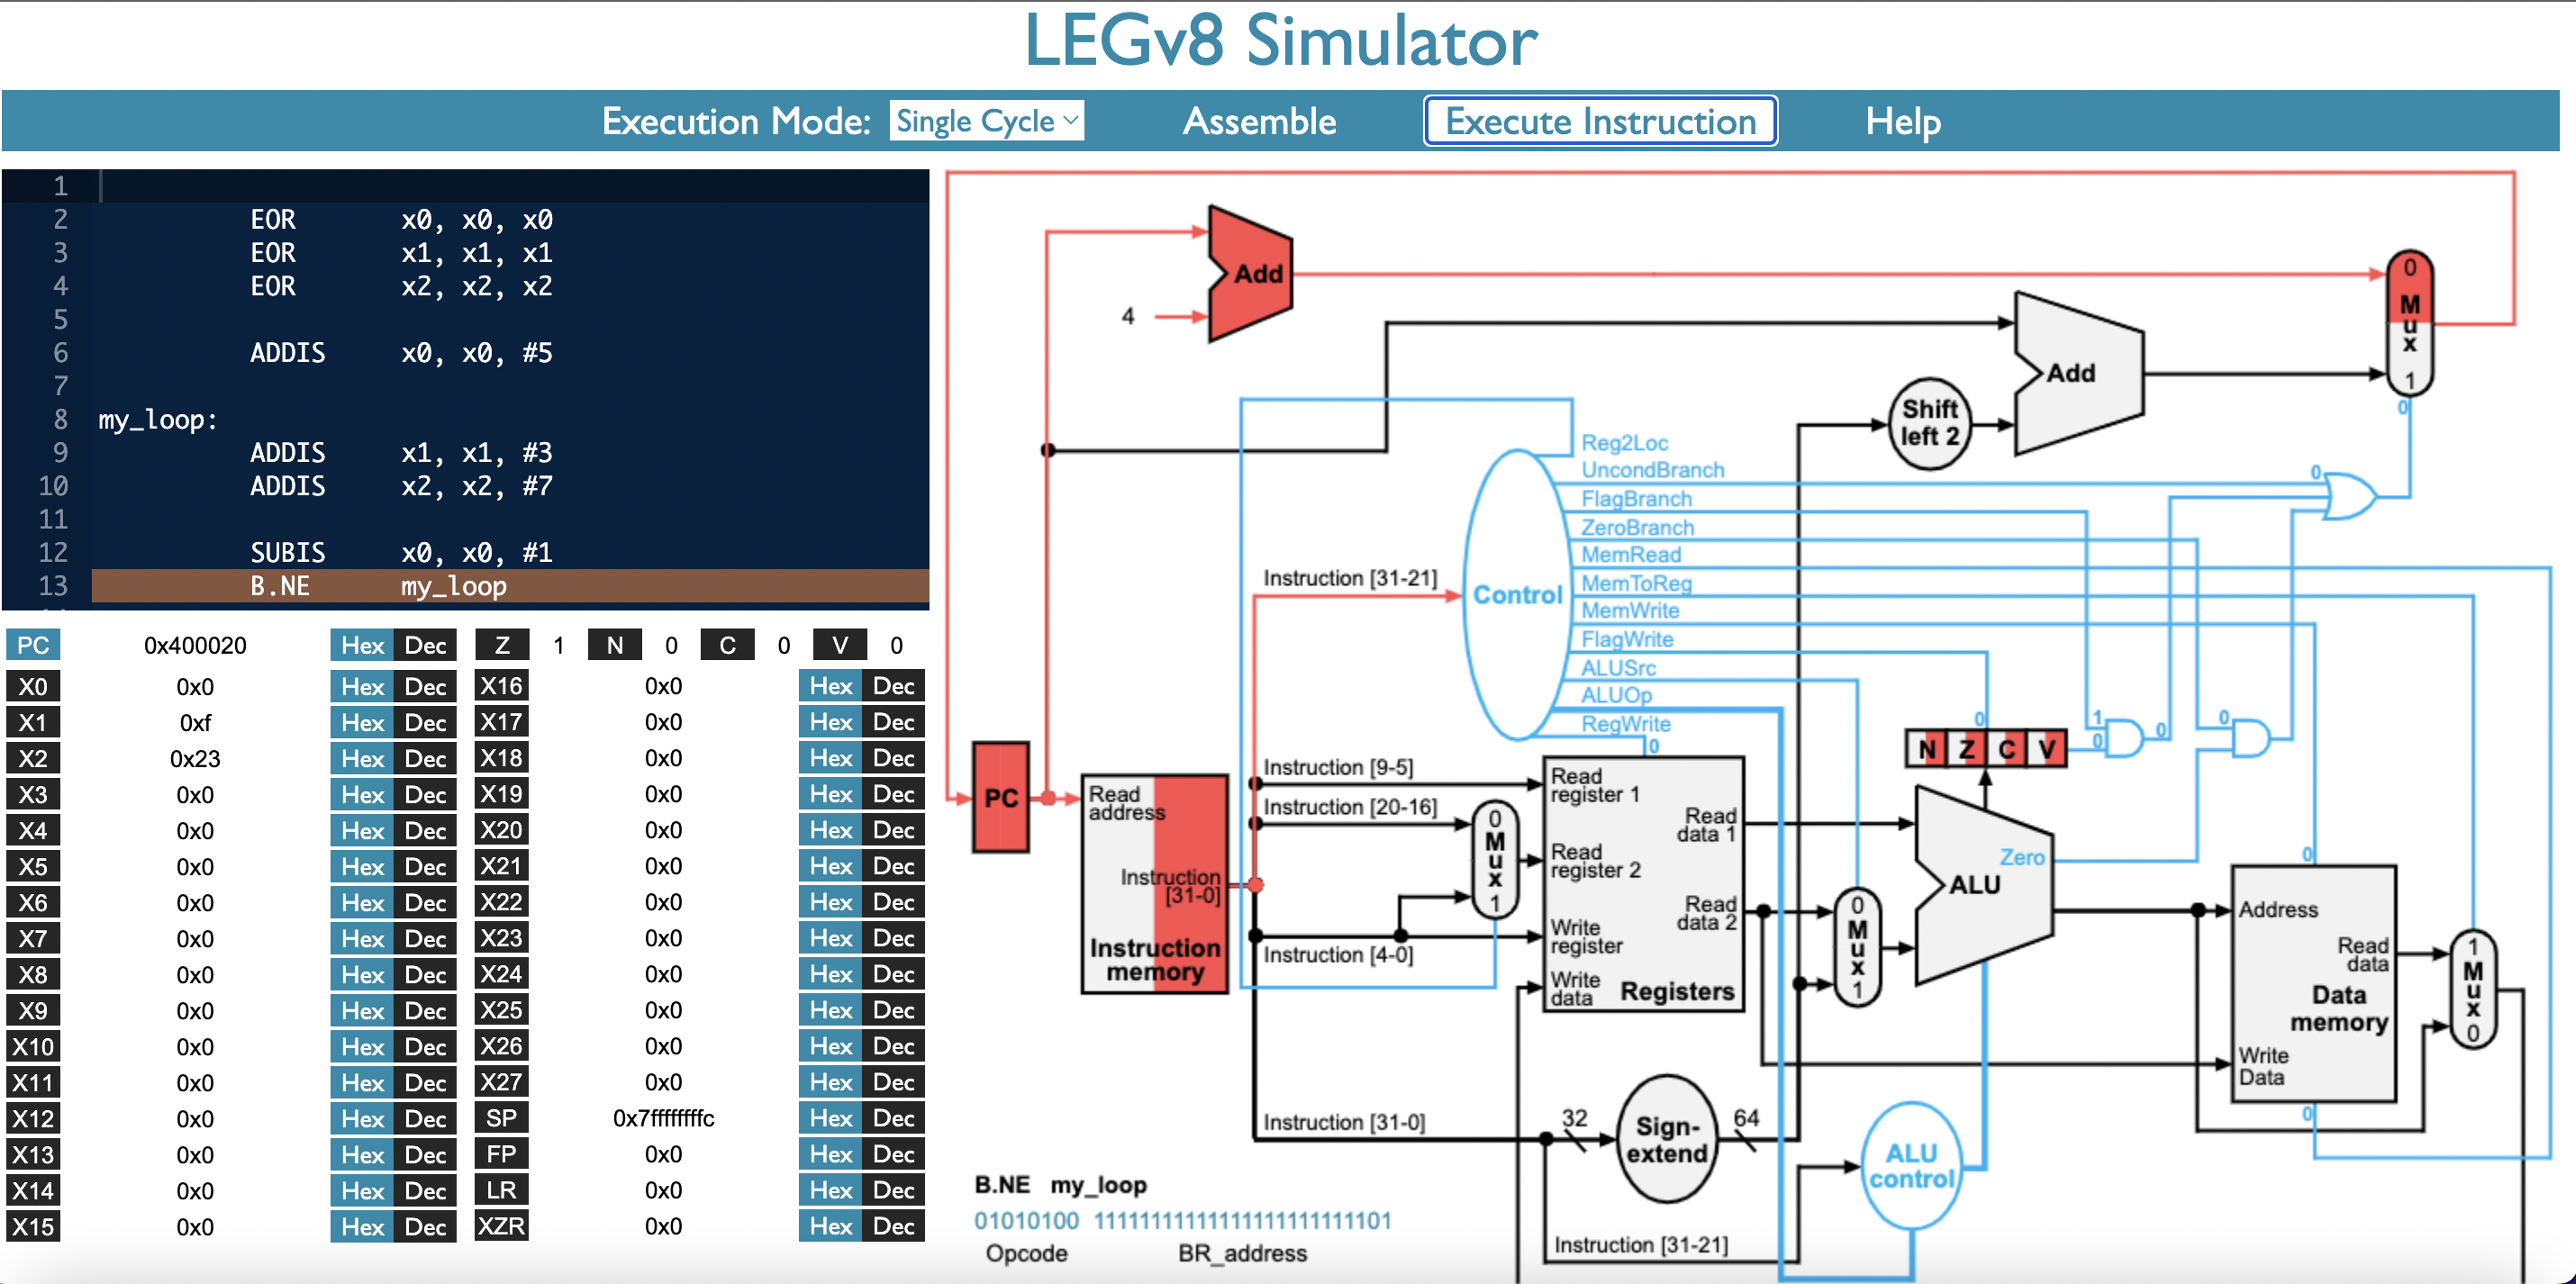 LEGv8 Simulator
Execution Mode: Single Cycle Assemble Execute Instruction Help
1
2 EOR x0, x0, x0
3 EOR x1, x1, x1
4 EOR x2, x2, x2
5
6 ADDIS x0, x0, #5
7
8 my_loop:
9 ADDIS x1, x1, #3
10 ADDIS x2, x2, #7
11
12 SUBIS x0, x0, #1
13 B.NE my_loop
PC 0x400020 Hex Dec Z 1 N 0 C 0 V 0
X0 0x0 Hex Dec X16 0x0 Hex Dec
X1 0xf Hex Dec X17 0x0 Hex Dec
X2 0x23 Hex Dec X18 0x0 Hex Dec
X3 0x0 Hex Dec X19 0x0 Hex Dec
X4 0x0 Hex Dec X20 0x0 Hex Dec
X5 0x0 Hex Dec X21 0x0 Hex Dec
X6 0x0 Hex Dec X22 0x0 Hex Dec
X7 0x0 Hex Dec X23 0x0 Hex Dec
X8 0x0 Hex Dec X24 0x0 Hex Dec
X9 0x0 Hex Dec X25 0x0 Hex Dec
X10 0x0 Hex Dec X26 0x0 Hex Dec
X11 0x0 Hex Dec X27 0x0 Hex Dec
X12 0x0 Hex Dec SP 0x7fffffffc Hex Dec
X13 0x0 Hex Dec FP 0x0 Hex Dec
X14 0x0 Hex Dec LR 0x0 Hex Dec
X15 0x0 Hex Dec XZR 0x0 Hex Dec
Add
4
0
M
u
x
1
0
Add
Shift
left 2
Reg2Loc
UncondBranch
FlagBranch
ZeroBranch
MemRead
MemToReg
MemWrite
FlagWrite
ALUSrc
ALUOp
RegWrite
0
Control
0
1
0
0
0
0
N Z C V
Instruction [31-21]
PC
Read
address
Instruction
[31-0]
Instruction
memory
Instruction [9-5]
Instruction [20-16]
Instruction [4-0]
0
M
u
x
1
Read
register 1
Read
register 2
Write
register
Write
data
Read
data 1
Read
data 2
Registers
0
M
u
x
1
Zero
ALU
0
Address
Read
data
Data
memory
Write
Data
0
1
M
u
x
0
Instruction [31-0]
32
Sign-
extend
64
ALU
control
Instruction [31-21]
B.NE my_loop
01010100
Opcode BR_address